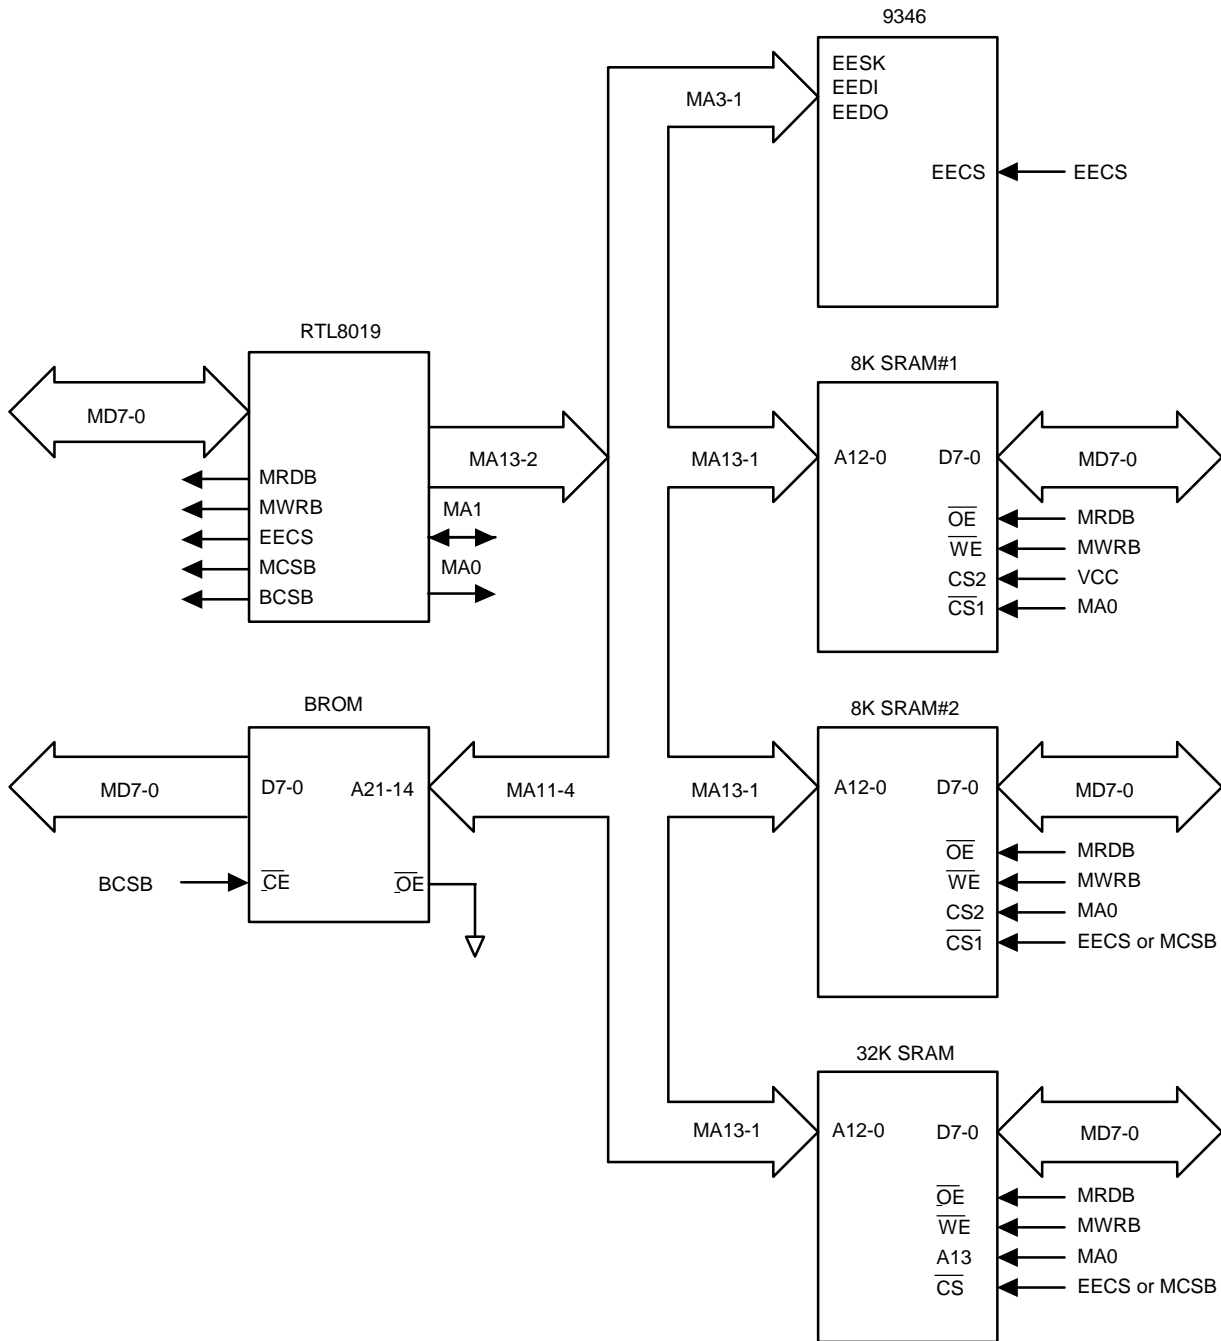 9346
EESK
EEDI
EEDO
MA3-1
EECS
EECS
RTL8019
MD7-0
MRDB
MWRB
EECS
MCSB
BCSB
MA13-2
MA1
MA0
8K SRAM#1
MA13-1
A12-0
D7-0
MD7-0
OE
MRDB
WE
MWRB
CS2
VCC
CS1
MA0
BROM
MD7-0
D7-0
A21-14
MA11-4
BCSB
CE
OE
8K SRAM#2
MA13-1
A12-0
D7-0
MD7-0
OE
MRDB
WE
MWRB
CS2
MA0
CS1
EECS or MCSB
32K SRAM
MA13-1
A12-0
D7-0
MD7-0
OE
MRDB
WE
MWRB
A13
MA0
CS
EECS or MCSB